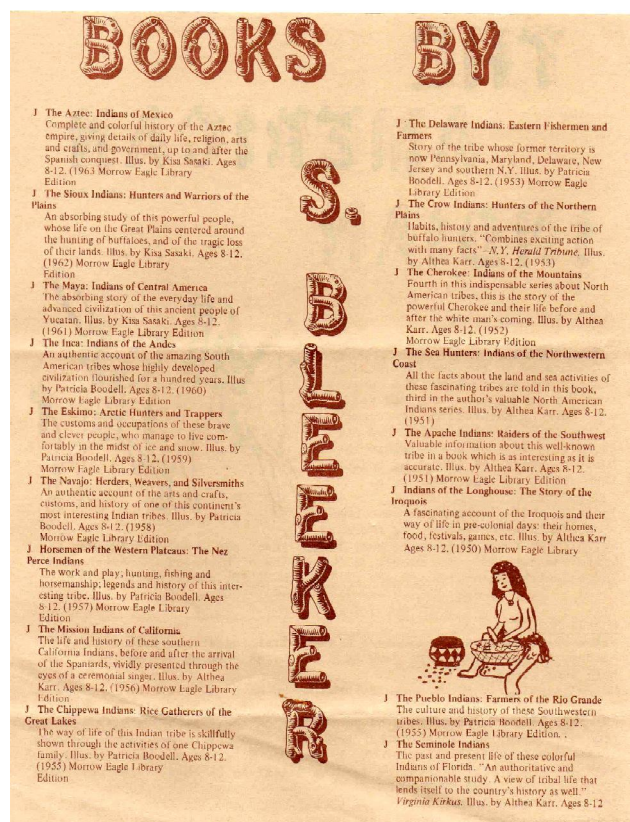 BOOKS BY
S. BLEEKER
J The Aztec: Indians of Mexico
Complete and colorful history of the Aztec
empire, giving details of daily life, religion, arts
and crafts, and government, up to and after the
Spanish conquest. Illus. by Kisa Sasaki. Ages
8-12. (1963 Morrow Eagle Library
Edition
J The Sioux Indians: Hunters and Warriors of the
Plains
An absorbing study of this powerful people,
whose life on the Great Plains centered around
the hunting of buffaloes, and of the tragic loss
of their lands. Illus. by Kisa Sasaki. Ages 8-12.
(1962) Morrow Eagle Library
Edition
J The Maya: Indians of Central America
The absorbing story of the everyday life and
advanced civilization of this ancient people of
Yucatan. Illus. by Kisa Sasaki. Ages 8-12.
(1961) Morrow Eagle Library Edition
J The Inca: Indians of the Andes
An authentic account of the amazing South
American tribes whose highly developed
civilization flourished for a hundred years. Illus
by Patricia Boodell. Ages 8-12. (1960)
Morrow Eagle Library Edition
J The Eskimo: Arctic Hunters and Trappers
The customs and occupations of these brave
and clever people, who manage to live com-
fortably in the midst of ice and snow. Illus. by
Patricia Boodell. Ages 8-12. (1959)
Morrow Eagle Library Edition
J The Navajo: Herders, Weavers, and Silversmiths
An authentic account of the arts and crafts,
customs, and history of one of this continent's
most interesting Indian tribes. Illus. by Patricia
Boodell. Ages 8-12. (1958)
Morrow Eagle Library Edition
J Horsemen of the Western Plateaus: The Nez
Perce Indians
The work and play; hunting, fishing and
horsemanship; legends and history of this inter-
esting tribe. Illus. by Patricia Boodell. Ages
8-12. (1957) Morrow Eagle Library
Edition
J The Mission Indians of California
The life and history of these southern
California Indians, before and after the arrival
of the Spaniards, vividly presented through the
eyes of a ceremonial singer. Illus. by Althea
Karr. Ages 8-12. (1956) Morrow Eagle Library
Edition
J The Chippewa Indians: Rice Gatherers of the
Great Lakes
The way of life of this Indian tribe is skillfully
shown through the activities of one Chippewa
family. Illus. by Patricia Boodell. Ages 8-12.
(1955) Morrow Eagle Library
Edition
J The Delaware Indians: Eastern Fishermen and
Farmers
Story of the tribe whose former territory is
now Pennsylvania, Maryland, Delaware, New
Jersey and southern N.Y. Illus. by Patricia
Boodell. Ages 8-12. (1953) Morrow Eagle
Library Edition
J The Crow Indians: Hunters of the Northern
Plains
Habits, history and adventures of the tribe of
buffalo hunters. "Combines exciting action
with many facts"-N.Y. Herald Tribune. Illus.
by Althea Karr. Ages 8-12. (1953)
J The Cherokee: Indians of the Mountains
Fourth in this indispensable series about North
American tribes, this is the story of the
powerful Cherokee and their life before and
after the white man's coming. Illus. by Althea
Karr. Ages 8-12. (1952)
Morrow Eagle Library Edition
J The Sea Hunters: Indians of the Northwestern
Coast
All the facts about the land and sea activities of
these fascinating tribes are told in this book,
third in the author's valuable North American
Indians series. Illus. by Althea Karr. Ages 8-12.
(1951)
J The Apache Indians: Raiders of the Southwest
Valuable information about this well-known
tribe in a book which is as interesting as it is
accurate. Illus. by Althea Karr. Ages 8-12.
(1951) Morrow Eagle Library Edition
J Indians of the Longhouse: The Story of the
Iroquois
A fascinating account of the Iroquois and their
way of life in pre-colonial days: their homes,
food, festivals, games, etc. Illus. by Althea Karr
Ages 8-12. (1950) Morrow Eagle Library
J The Pueblo Indians: Farmers of the Rio Grande
The culture and history of these Southwestern
tribes. Illus. by Patricia Boodell. Ages 8-12.
(1955) Morrow Eagle Library Edition.
J The Seminole Indians
The past and present life of these colorful
Indians of Florida. "An authoritative and
companionable study. A view of tribal life that
lends itself to the country's history as well."
Virginia Kirkus. Illus. by Althea Karr. Ages 8-12